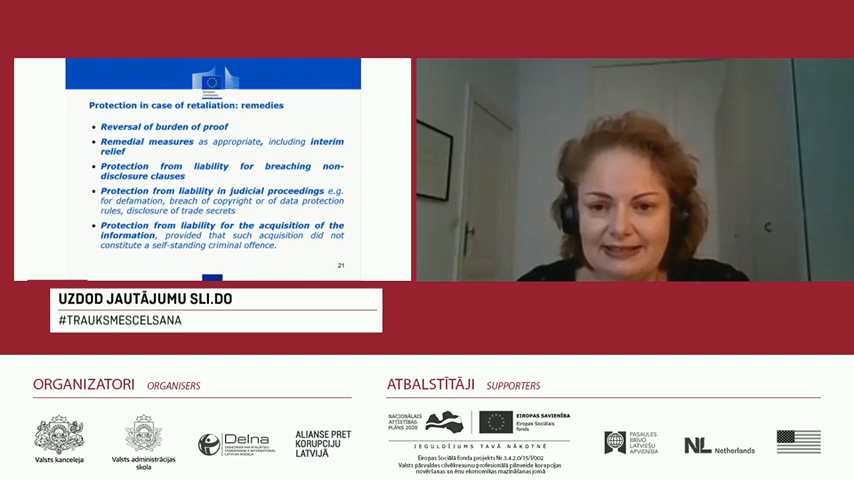 Protection in case of retaliation: remedies
• Reversal of burden of proof
• Remedial measures as appropriate, including interim
relief
• Protection from liability for breaching non-
disclosure clauses
• Protection from liability in judicial proceedings e.g.
for defamation, breach of copyright or of data protection
rules, disclosure of trade secrets
• Protection from liability for the acquisition of the
information, provided that such acquisition did not
constitute a self-standing criminal offence.
21
UZDOD JAUTĀJUMU SLI.DO
#TRAUKSMESCELSANA
ORGANIZATORI ORGANISERS
Valsts kanceleja
Valsts administrācijas
skola
Delna
ALIANSE PRET
KORUPCIJU
LATVIJĀ
ATBALSTĪTĀJI SUPPORTERS
NACIONĀLAIS
ATTĪSTĪBAS
PLĀNS 2020
EIROPAS SAVIENĪBA
Eiropas Sociālais
fonds
IEGULDĪJUMS TAVĀ NĀKOTNĒ
Eiropas Sociālā fonda projekts Nr.3.4.2.0/15/I/002
Valsts pārvaldes cilvēkresursu profesionālā pilnveide korupcijas
novēršanas un ēnu ekonomikas mazināšanas jomā
PASAULES
BRĪVO
LATVIEŠU
APVIENĪBA
NL Netherlands